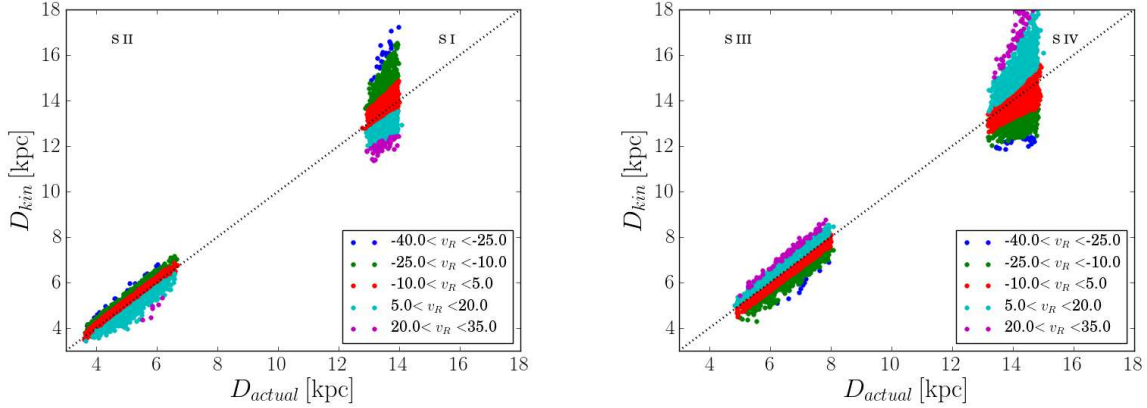 18
16
14
12
10
8
6
4
D_kin [kpc]
S II
S I
-40.0< v_R <-25.0
-25.0< v_R <-10.0
-10.0< v_R <5.0
5.0< v_R <20.0
20.0< v_R <35.0
4 6 8 10 12 14 16 18
D_actual [kpc]
18
16
14
12
10
8
6
4
D_kin [kpc]
S III
S IV
-40.0< v_R <-25.0
-25.0< v_R <-10.0
-10.0< v_R <5.0
5.0< v_R <20.0
20.0< v_R <35.0
4 6 8 10 12 14 16 18
D_actual [kpc]